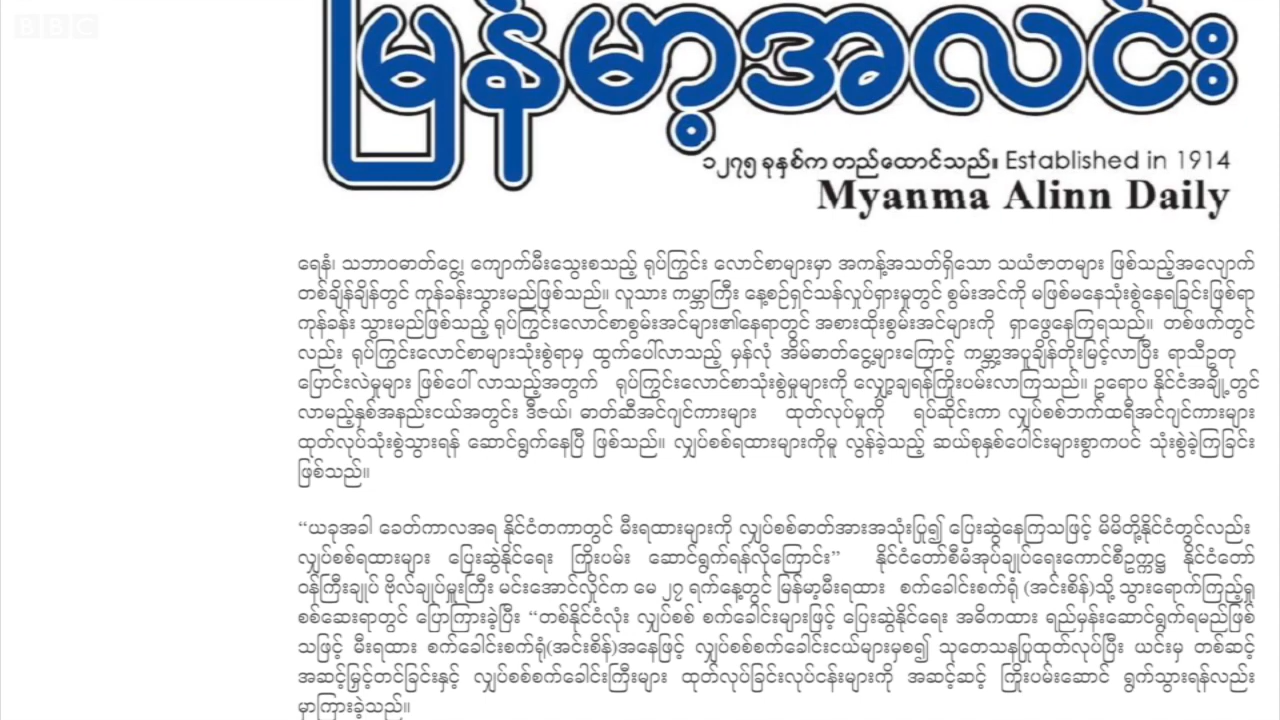 BBC
မြန်မာ့အလင်း
၁၂၇၅ ခုနှစ်က တည်ထောင်သည်။ Established in 1914
Myanma Alinn Daily
ရေနံ၊ သဘာဝဓာတ်ငွေ့၊ ကျောက်မီးသွေးစသည့် ရုပ်ကြွင်း လောင်စာများမှာ အကန့်အသတ်ရှိသော သယံဇာတများ ဖြစ်သည့်အလျောက်
တစ်ချိန်ချိန်တွင် ကုန်ခန်းသွားမည်ဖြစ်သည်။ လူသား ကမ္ဘာကြီး နေ့စဉ်ရှင်သန်လှုပ်ရှားမှုတွင် စွမ်းအင်ကို မဖြစ်မနေသုံးစွဲနေရခြင်းဖြစ်ရာ
ကုန်ခန်း သွားမည်ဖြစ်သည့် ရုပ်ကြွင်းလောင်စာစွမ်းအင်များ၏နေရာတွင် အစားထိုးစွမ်းအင်များကို ရှာဖွေနေကြရသည်။ တစ်ဖက်တွင်
လည်း ရုပ်ကြွင်းလောင်စာများသုံးစွဲရာမှ ထွက်ပေါ်လာသည့် မှန်လုံ အိမ်ဓာတ်ငွေ့များကြောင့် ကမ္ဘာ့အပူချိန်တိုးမြင့်လာပြီး ရာသီဥတု
ပြောင်းလဲမှုများ ဖြစ်ပေါ် လာသည့်အတွက် ရုပ်ကြွင်းလောင်စာသုံးစွဲမှုများကို လျှော့ချရန်ကြိုးပမ်းလာကြသည်။ ဥရောပ နိုင်ငံအချို့တွင်
လာမည့်နှစ်အနည်းငယ်အတွင်း ဒီဇယ်၊ ဓာတ်ဆီအင်ဂျင်ကားများ ထုတ်လုပ်မှုကို ရပ်ဆိုင်းကာ လျှပ်စစ်ဘက်ထရီအင်ဂျင်ကားများ
ထုတ်လုပ်သုံးစွဲသွားရန် ဆောင်ရွက်နေပြီ ဖြစ်သည်။ လျှပ်စစ်ရထားများကိုမူ လွန်ခဲ့သည့် ဆယ်စုနှစ်ပေါင်းများစွာကပင် သုံးစွဲခဲ့ကြခြင်း
ဖြစ်သည်။
“ယခုအခါ ခေတ်ကာလအရ နိုင်ငံတကာတွင် မီးရထားများကို လျှပ်စစ်ဓာတ်အားအသုံးပြု၍ ပြေးဆွဲနေကြသဖြင့် မိမိတို့နိုင်ငံတွင်လည်း
လျှပ်စစ်ရထားများ ပြေးဆွဲနိုင်ရေး ကြိုးပမ်း ဆောင်ရွက်ရန်လိုကြောင်း” နိုင်ငံတော်စီမံအုပ်ချုပ်ရေးကောင်စီဥက္ကဋ္ဌ နိုင်ငံတော်
ဝန်ကြီးချုပ် ဗိုလ်ချုပ်မှူးကြီး မင်းအောင်လှိုင်က မေ ၂၇ ရက်နေ့တွင် မြန်မာ့မီးရထား စက်ခေါင်းစက်ရုံ (အင်းစိန်)သို့ သွားရောက်ကြည့်ရှု
စစ်ဆေးရာတွင် ပြောကြားခဲ့ပြီး “တစ်နိုင်ငံလုံး လျှပ်စစ် စက်ခေါင်းများဖြင့် ပြေးဆွဲနိုင်ရေး အဓိကထား ရည်မှန်းဆောင်ရွက်ရမည်ဖြစ်
သဖြင့် မီးရထား စက်ခေါင်းစက်ရုံ(အင်းစိန်)အနေဖြင့် လျှပ်စစ်စက်ခေါင်းငယ်များမှစ၍ သုတေသနပြုထုတ်လုပ်ပြီး ယင်းမှ တစ်ဆင့်
အဆင့်မြှင့်တင်ခြင်းနှင့် လျှပ်စစ်စက်ခေါင်းကြီးများ ထုတ်လုပ်ခြင်းလုပ်ငန်းများကို အဆင့်ဆင့် ကြိုးပမ်းဆောင် ရွက်သွားရန်လည်း
မှာကြားခဲ့သည်။